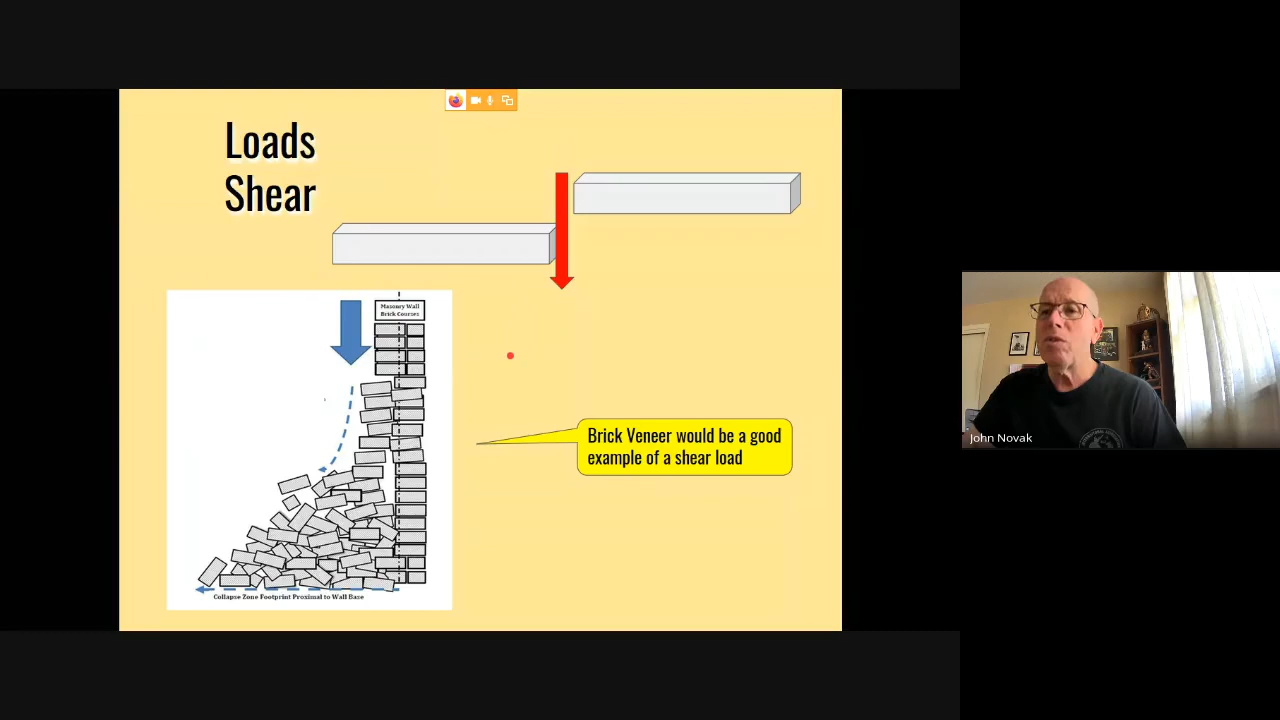 Loads
Shear
Masonry Wall
Brick Courses
Brick Veneer would be a good
example of a shear load
John Novak
Collapse Zone Footprint Proximal to Wall Base